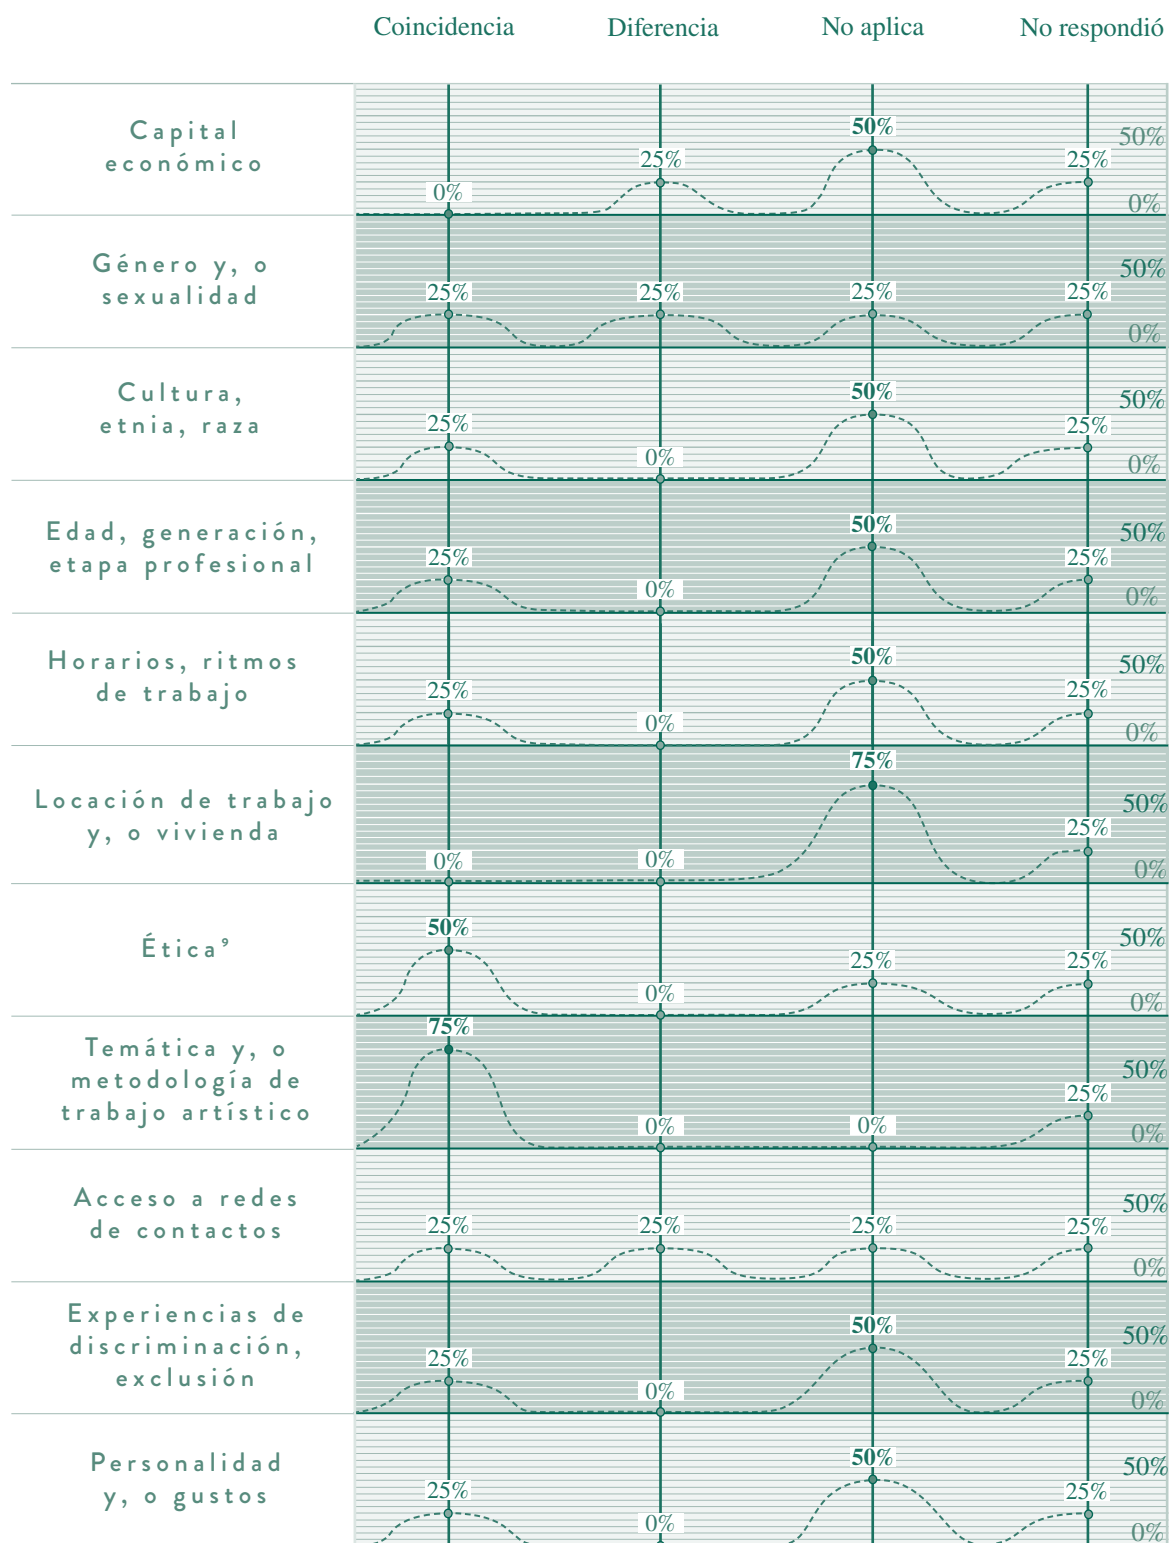 Coincidencia Diferencia No aplica No respondió
Capital
económico
0% 25% 50% 25%
50%
0%
Género y, o
sexualidad
25% 25% 25% 25%
50%
0%
Cultura,
etnia, raza
25% 0% 50% 25%
50%
0%
Edad, generación,
etapa profesional
25% 0% 50% 25%
50%
0%
Horarios, ritmos
de trabajo
25% 0% 50% 25%
50%
0%
Locación de trabajo
y, o vivienda
0% 0% 75% 25%
50%
0%
Ética⁹
50% 0% 25% 25%
50%
0%
Temática y, o
metodología de
trabajo artístico
75% 0% 0% 25%
50%
0%
Acceso a redes
de contactos
25% 25% 25% 25%
50%
0%
Experiencias de
discriminación,
exclusión
25% 0% 50% 25%
50%
0%
Personalidad
y, o gustos
25% 0% 50% 25%
50%
0%